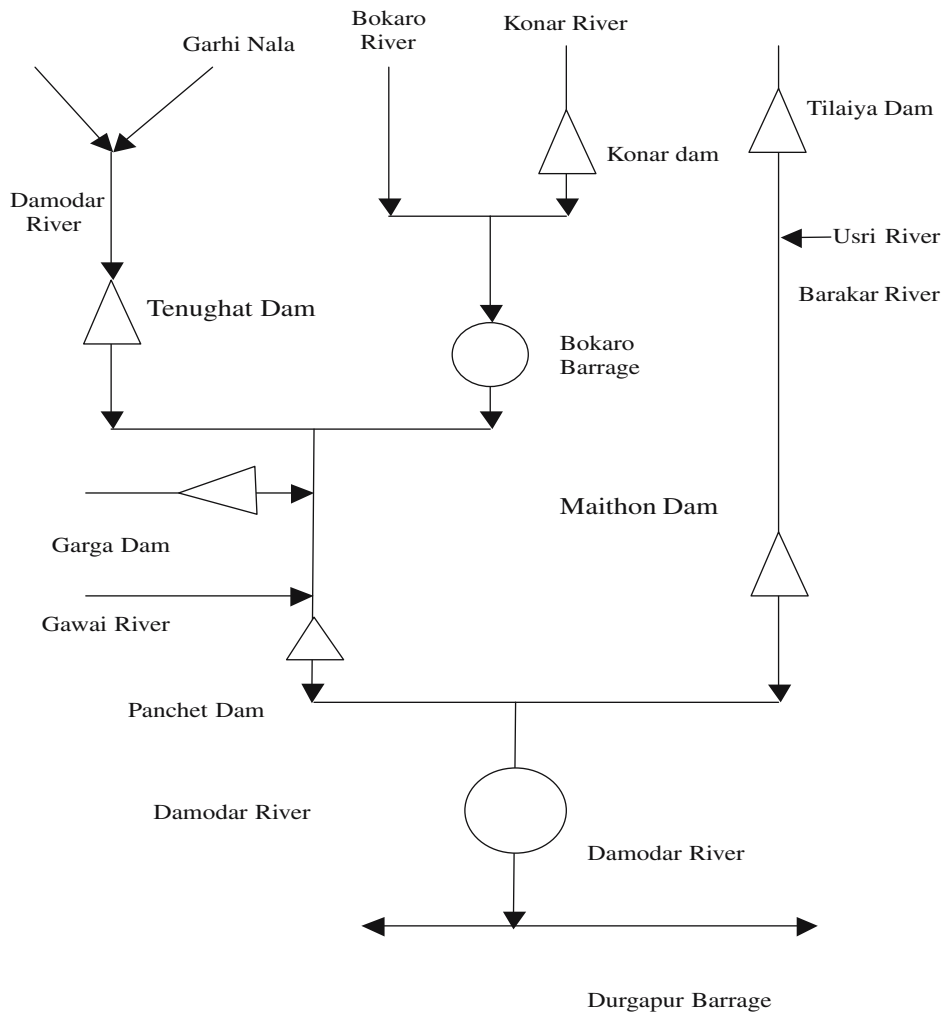 Garhi Nala
Bokaro
River
Konar River
Tilaiya Dam
Konar dam
Damodar
River
Usri River
Barakar River
Tenughat Dam
Bokaro
Barrage
Maithon Dam
Garga Dam
Gawai River
Panchet Dam
Damodar River
Damodar River
Durgapur Barrage